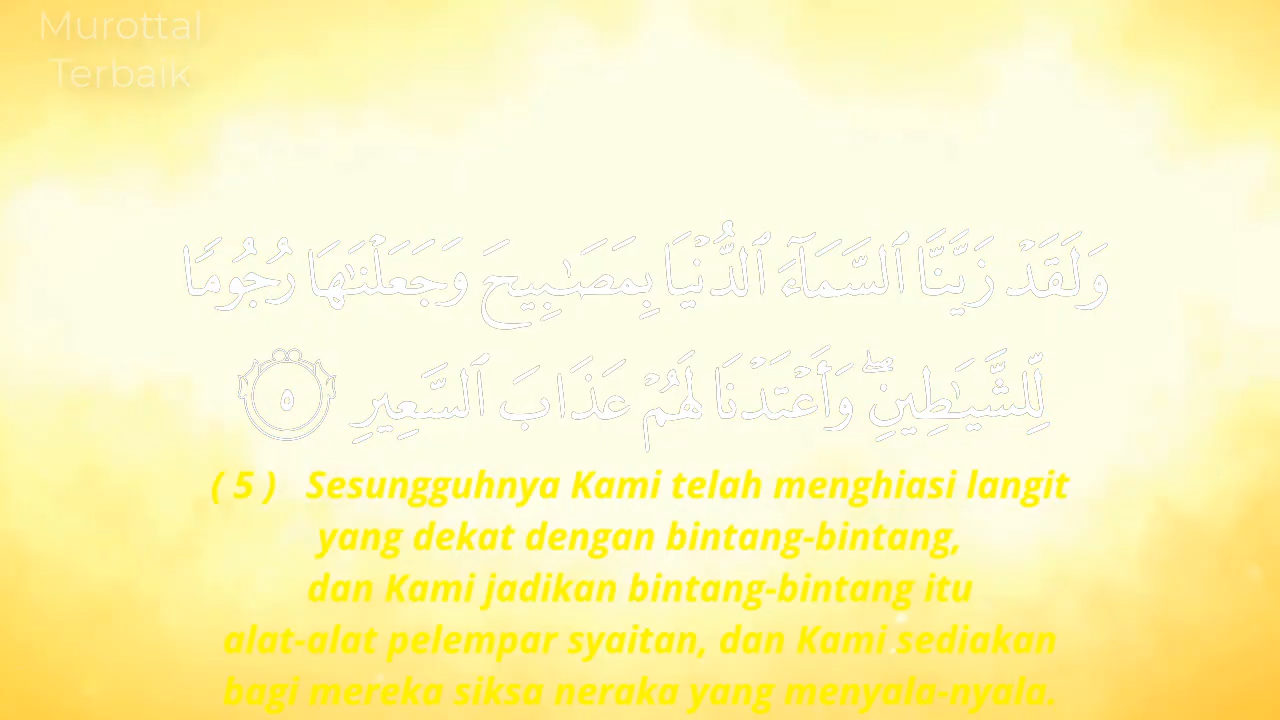 Murottal
Terbaik
وَلَقَدْ زَيَّنَّا ٱلسَّمَآءَ ٱلدُّنْيَا بِمَصَٰبِيحَ وَجَعَلْنَٰهَا رُجُومًا
لِّلشَّيَٰطِينِ ۖ وَأَعْتَدْنَا لَهُمْ عَذَابَ ٱلسَّعِيرِ ٥
( 5 ) Sesungguhnya Kami telah menghiasi langit
yang dekat dengan bintang-bintang,
dan Kami jadikan bintang-bintang itu
alat-alat pelempar syaitan, dan Kami sediakan
bagi mereka siksa neraka yang menyala-nyala.